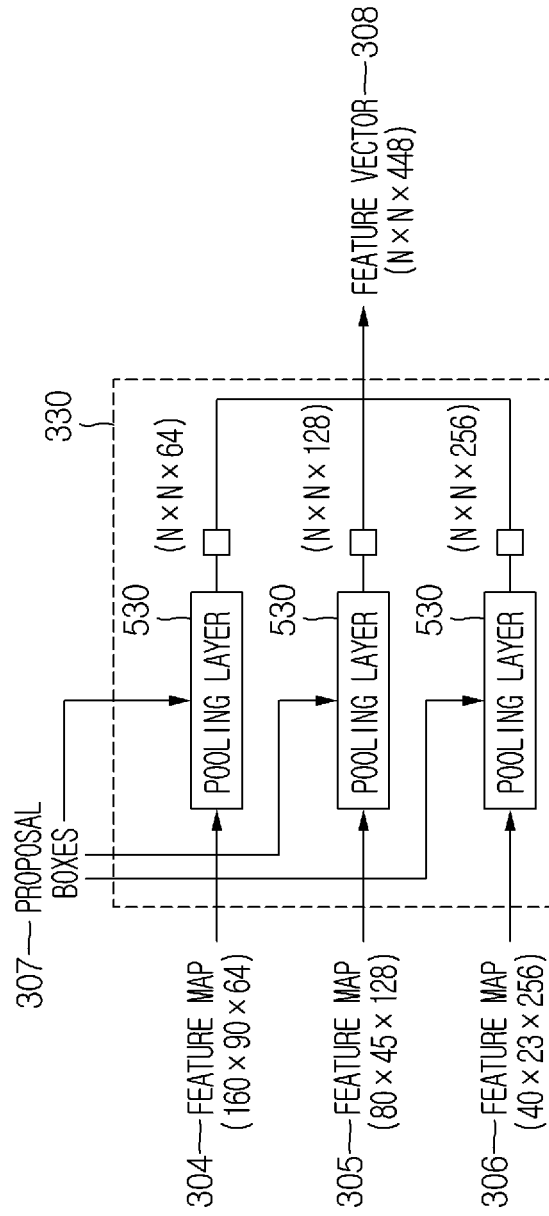 330
307
PROPOSAL
BOXES
304
FEATURE MAP
(160×90×64)
530
POOLING LAYER
(N×N×64)
305
FEATURE MAP
(80×45×128)
530
POOLING LAYER
(N×N×128)
FEATURE VECTOR
308
(N×N×448)
306
FEATURE MAP
(40×23×256)
530
POOLING LAYER
(N×N×256)